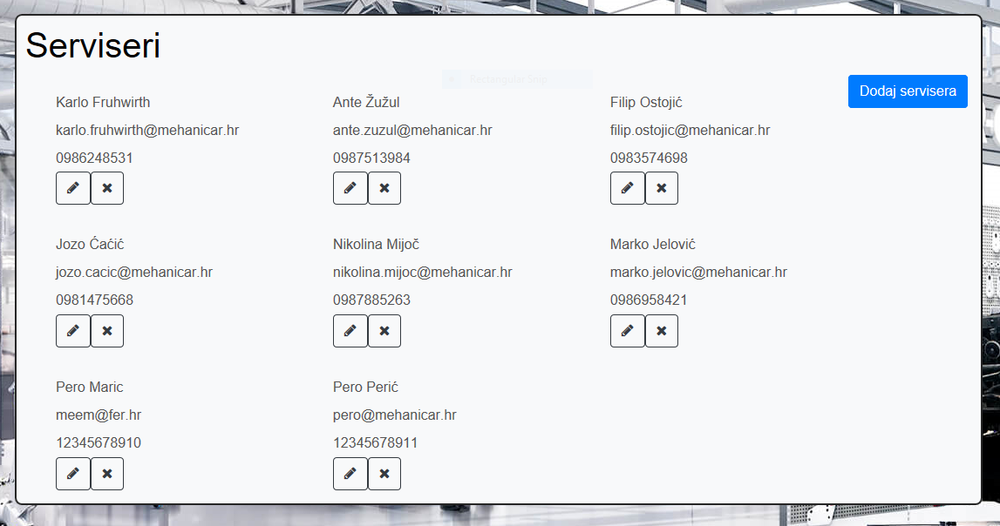 Serviseri
Dodaj servisera
Karlo Fruhwirth
karlo.fruhwirth@mehanicar.hr
0986248531
Ante Žužul
ante.zuzul@mehanicar.hr
0987513984
Filip Ostojić
filip.ostojic@mehanicar.hr
0983574698
Jozo Ćaćić
jozo.cacic@mehanicar.hr
0981475668
Nikolina Mijoč
nikolina.mijoc@mehanicar.hr
0987885263
Marko Jelović
marko.jelovic@mehanicar.hr
0986958421
Pero Maric
meem@fer.hr
12345678910
Pero Perić
pero@mehanicar.hr
12345678911